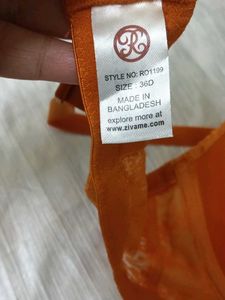 STYLE NO: RO1199
SIZE : 36D
MADE IN
BANGLADESH
explore more at
www.zivame.com